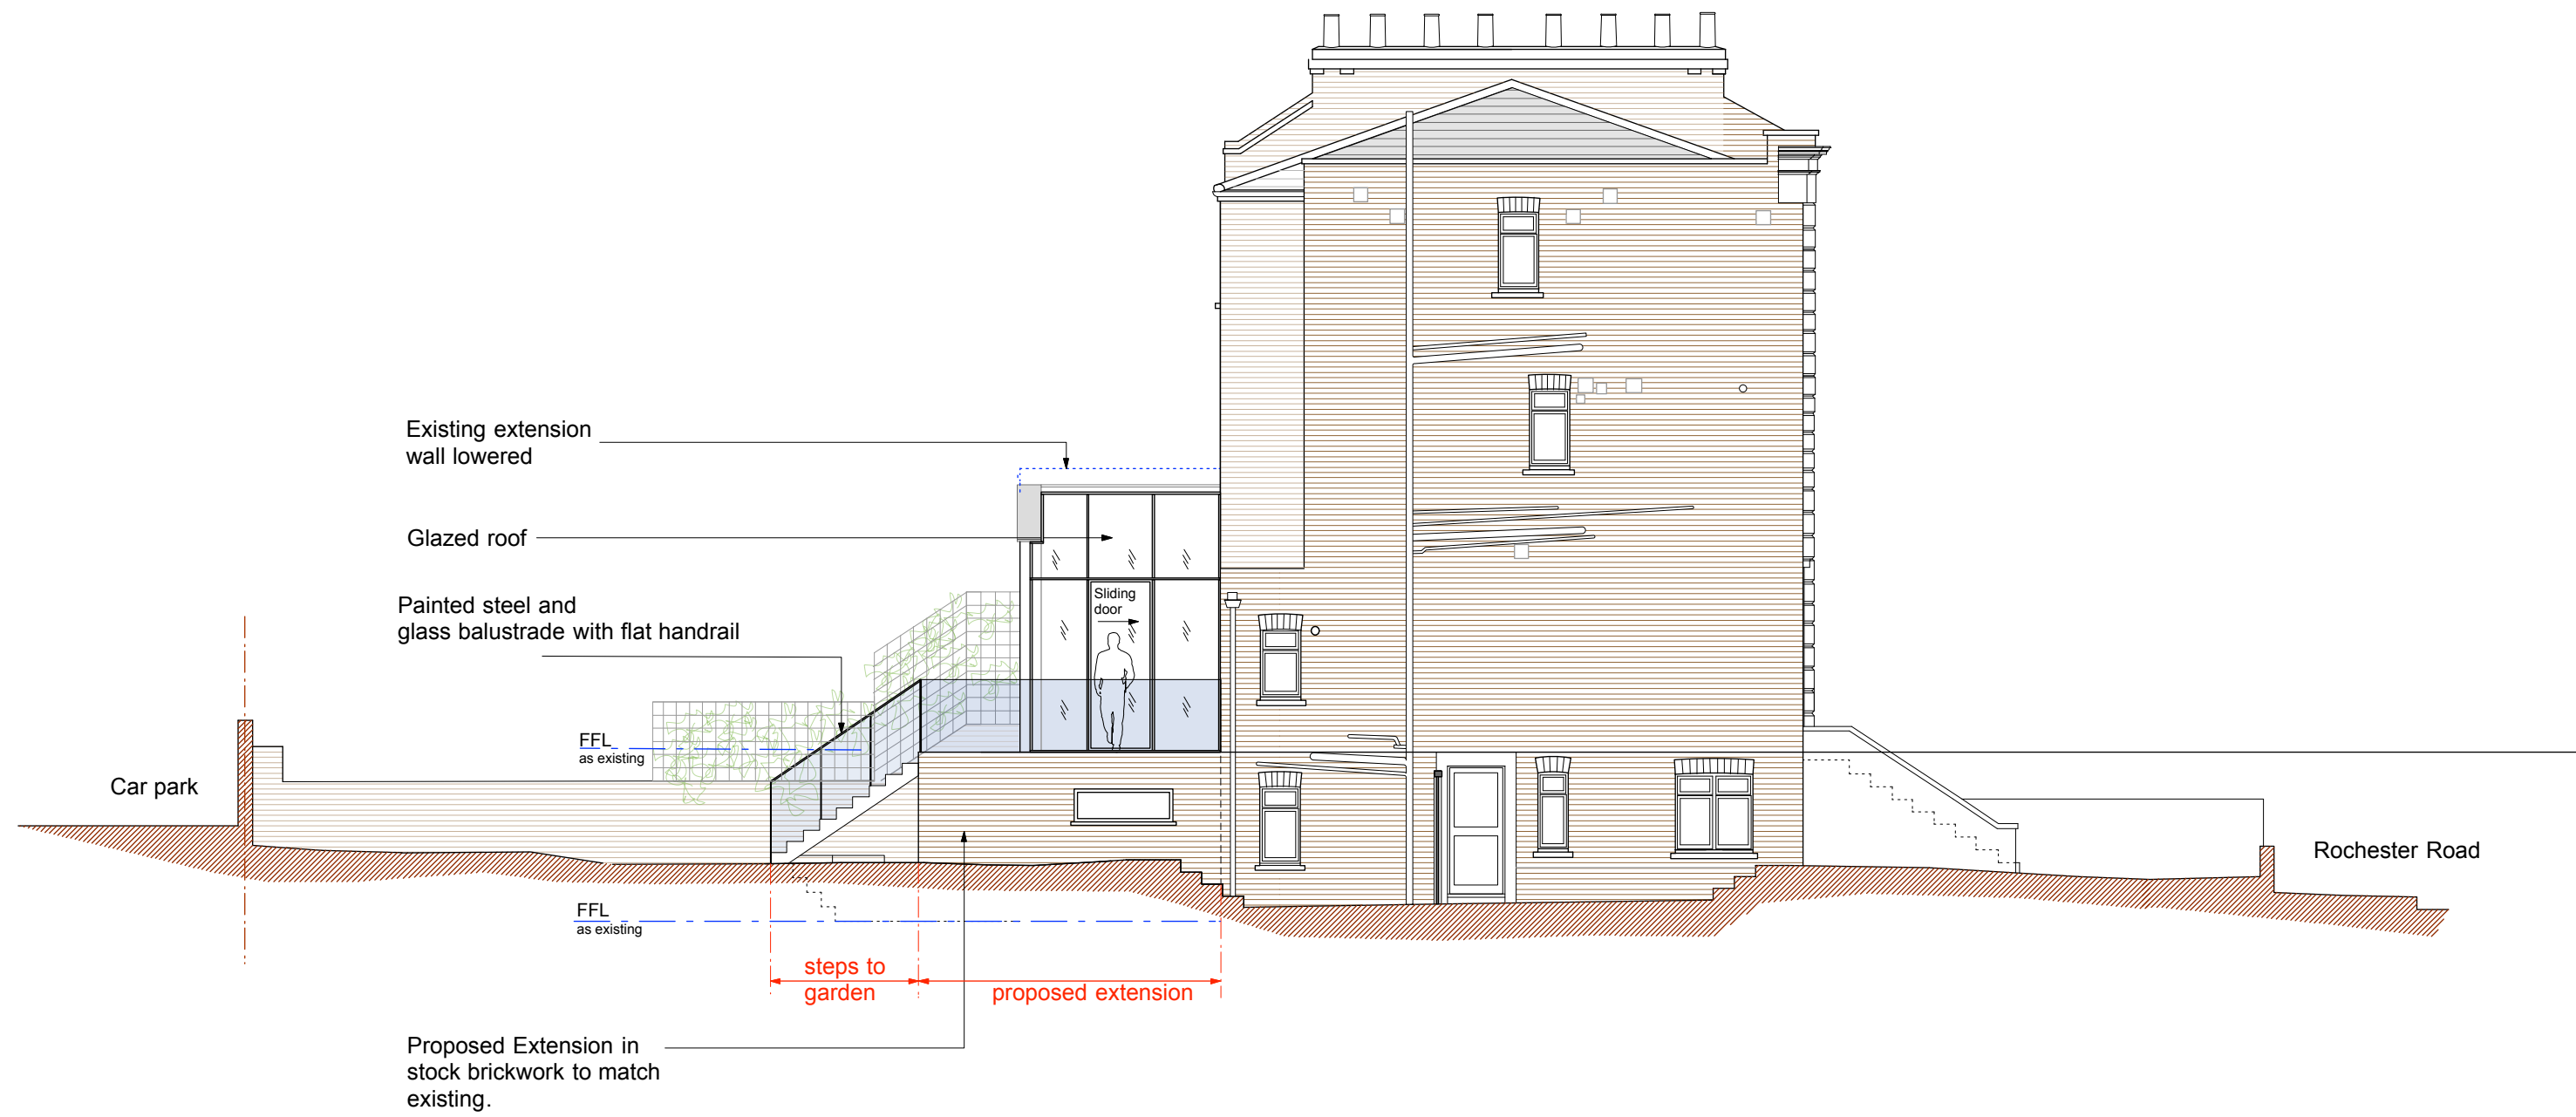 Existing extension
wall lowered
Glazed roof
Painted steel and
glass balustrade with flat handrail
Sliding
door
FFL
as existing
Car park
Rochester Road
FFL
as existing
steps to
garden
proposed extension
Proposed Extension in
stock brickwork to match
existing.